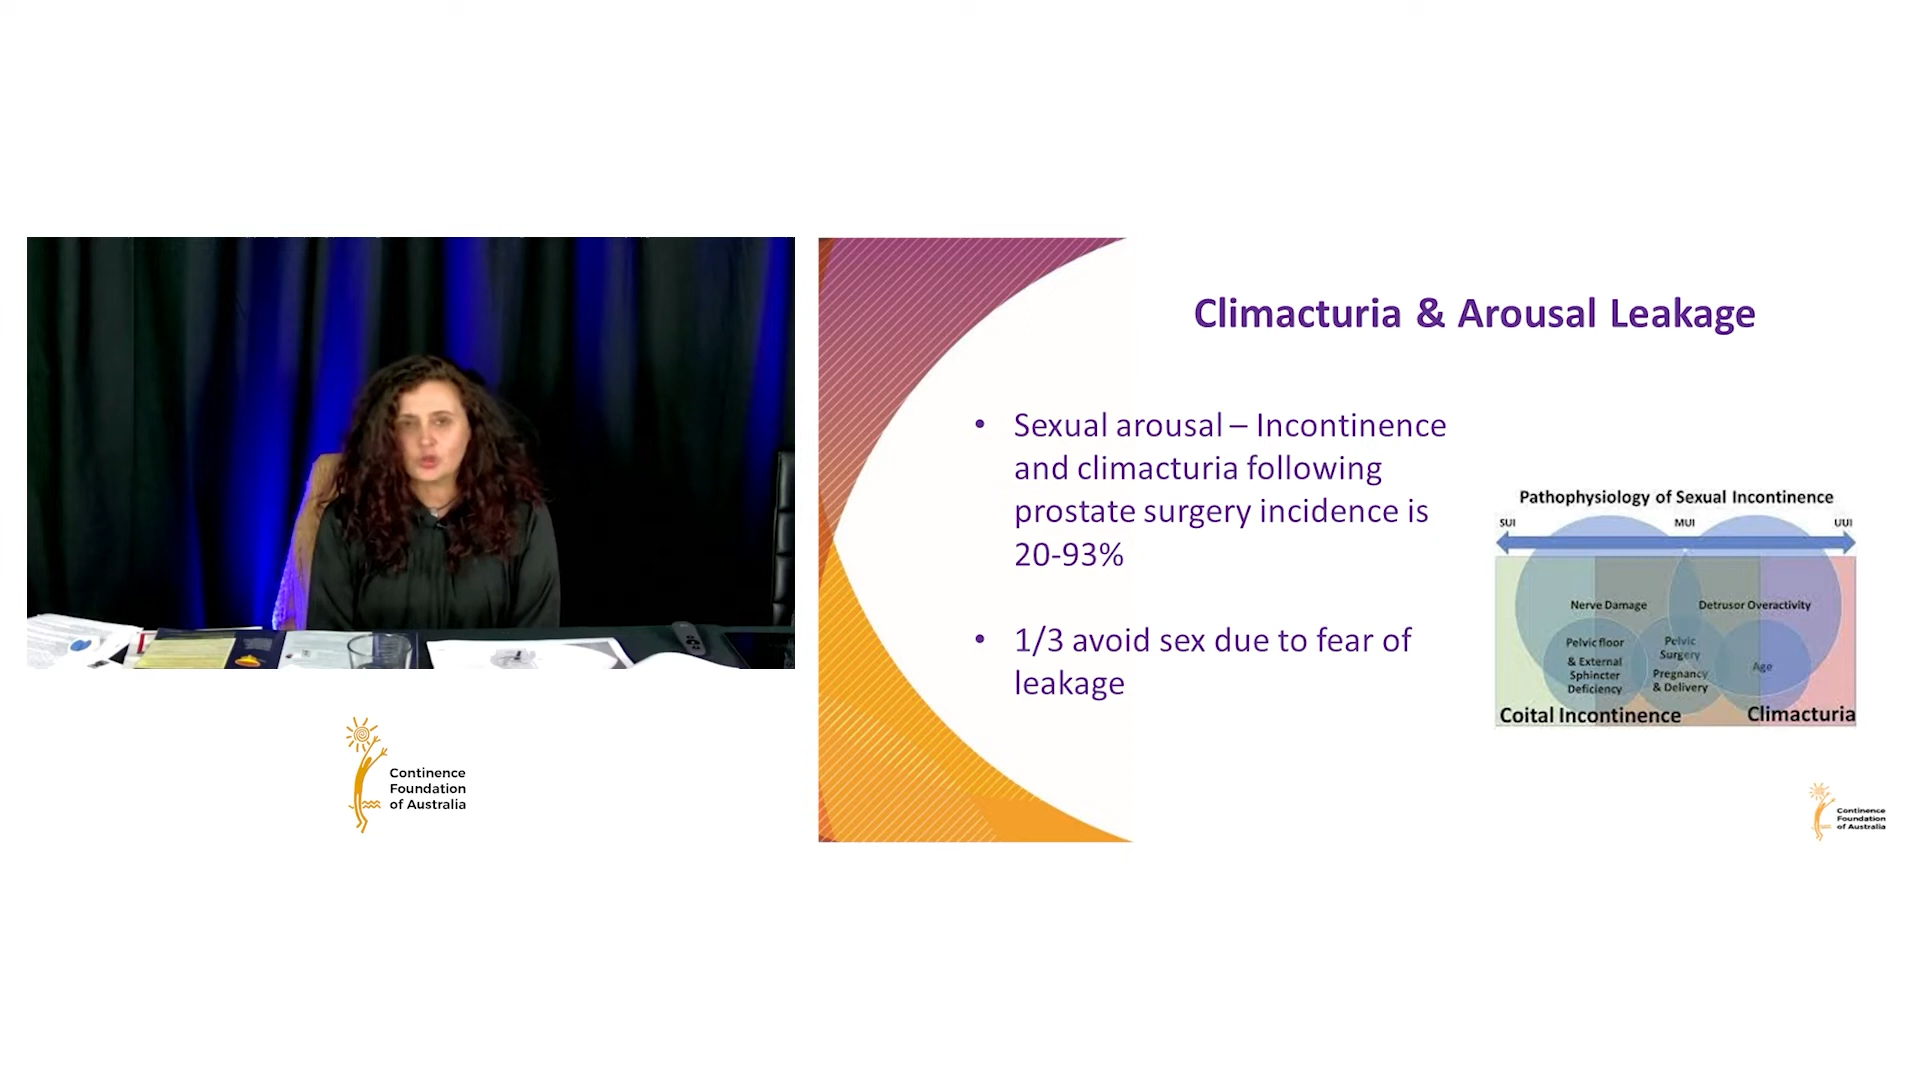 Continence
Foundation
of Australia
Climacturia & Arousal Leakage
• Sexual arousal – Incontinence
and climacturia following
prostate surgery incidence is
20-93%
• 1/3 avoid sex due to fear of
leakage
Pathophysiology of Sexual Incontinence
SUI MUI UUI
Nerve Damage
Detrusor Overactivity
Pelvic floor
& External
Sphincter
Deficiency
Pelvic
Surgery
Pregnancy
& Delivery
Age
Coital Incontinence
Climacturia
Continence
Foundation
of Australia